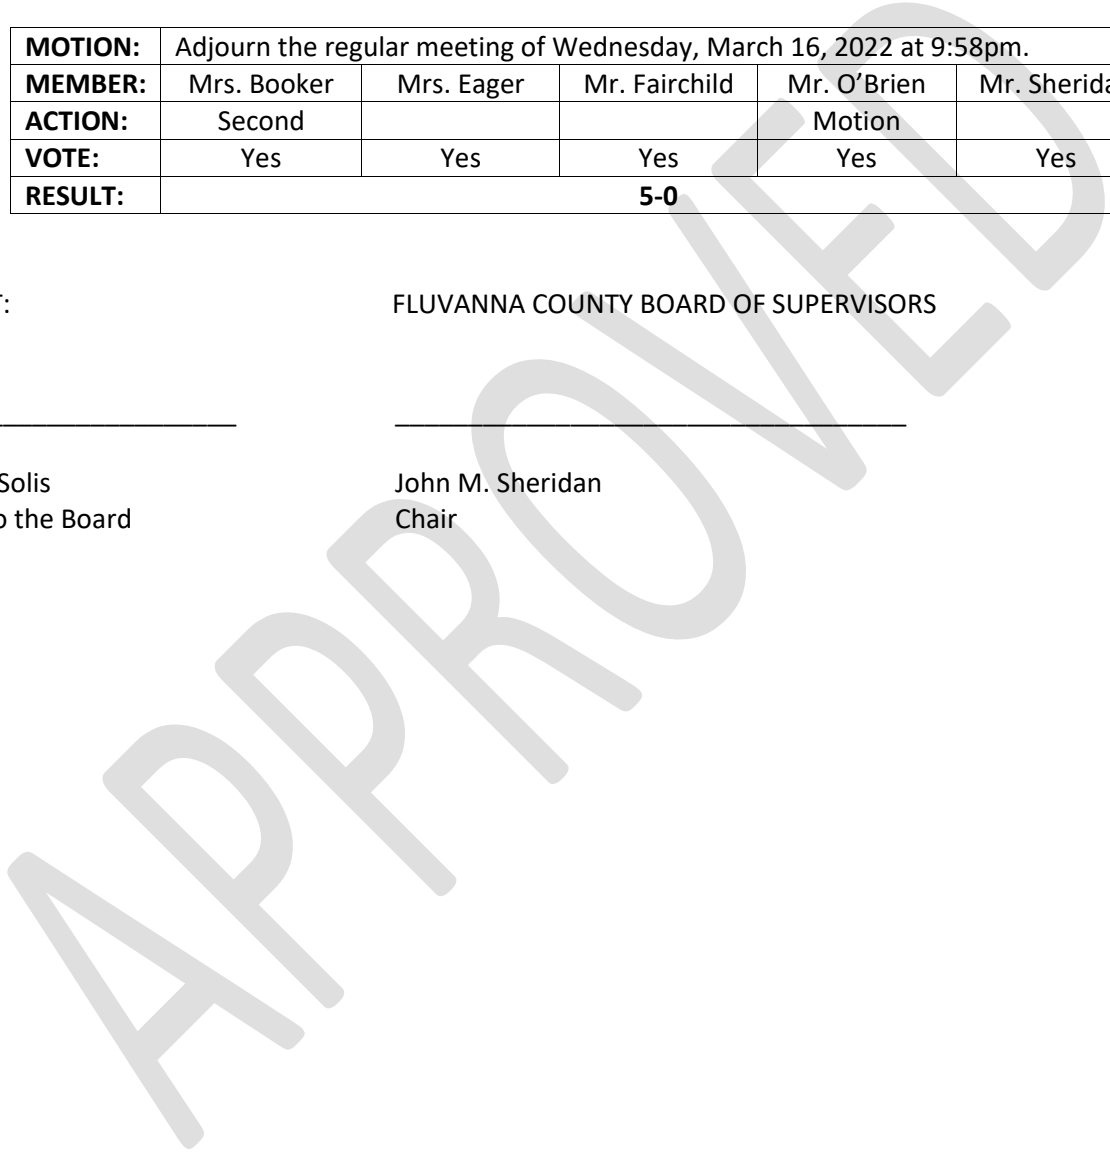 MOTION: Adjourn the regular meeting of Wednesday, March 16, 2022 at 9:58pm.
MEMBER: Mrs. Booker Mrs. Eager Mr. Fairchild Mr. O’Brien Mr. Sherida
ACTION: Second Motion
VOTE: Yes Yes Yes Yes Yes
RESULT: 5-0
FLUVANNA COUNTY BOARD OF SUPERVISORS
Solis John M. Sheridan
the Board Chair
APPROVED